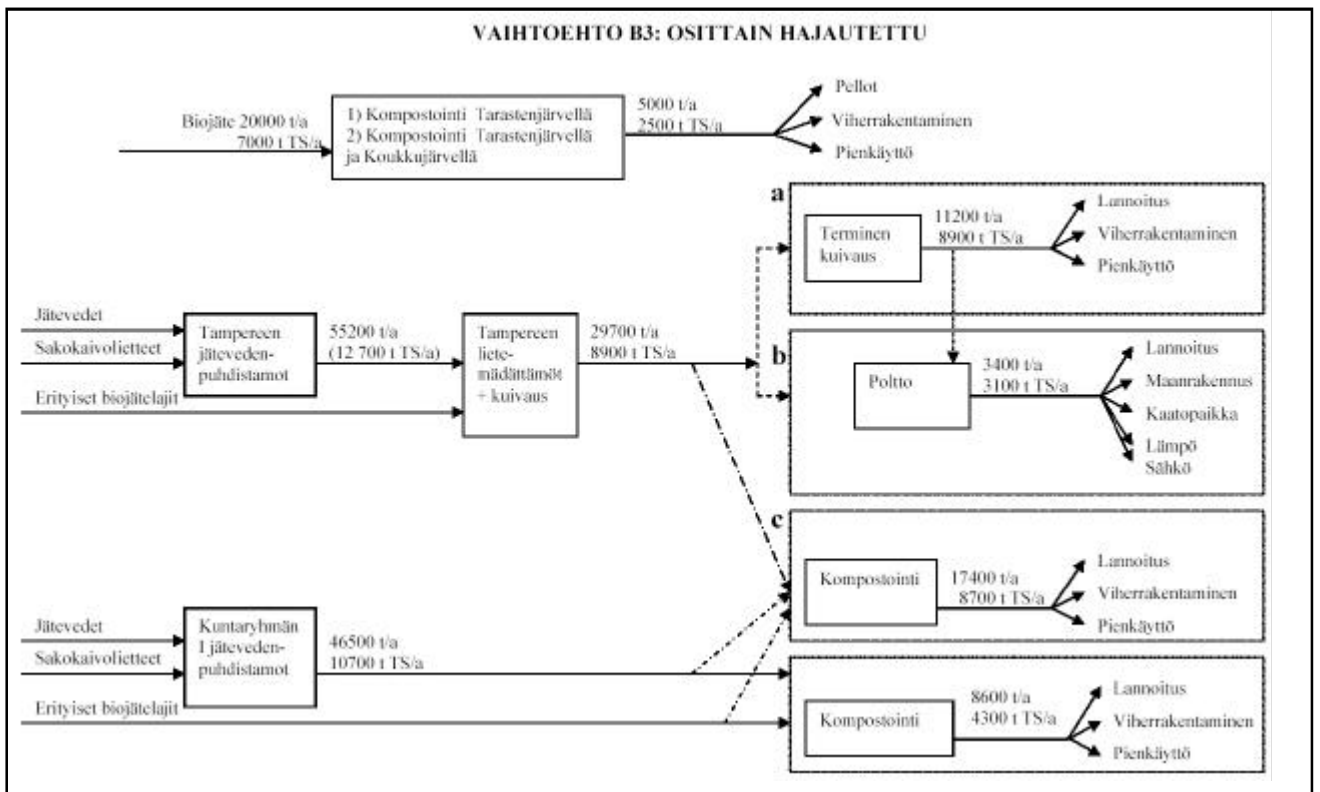 VAIHTOEHTO B3: OSITTAIN HAJAUTETTU
Biojäte 20000 t/a
7000 t TS/a
1) Kompostointi Tarastenjärvellä
2) Kompostointi Tarastenjärvellä
ja Koukkujärvellä
5000 t/a
2500 t TS/a
Pellot
Viherrakentaminen
Pienkäyttö
a
Terminen
kuivaus
11200 t/a
8900 t TS/a
Lannoitus
Viherrakentaminen
Pienkäyttö
Jätevedet
Sakokaivolietteet
Erityiset biojätelajit
Tampereen
jäteveden-
puhdistamot
55200 t/a
(12 700 t TS/a)
Tampereen
liete-
mädättämöt
+ kuivaus
29700 t/a
8900 t TS/a
b
Poltto
3400 t/a
3100 t TS/a
Lannoitus
Maanrakennus
Kaatopaikka
Lämpö
Sähkö
c
Kompostointi
17400 t/a
8700 t TS/a
Lannoitus
Viherrakentaminen
Pienkäyttö
Jätevedet
Sakokaivolietteet
Erityiset biojätelajit
Kuntaryhmän
I jäteveden-
puhdistamot
46500 t/a
10700 t TS/a
Kompostointi
8600 t/a
4300 t TS/a
Lannoitus
Viherrakentaminen
Pienkäyttö